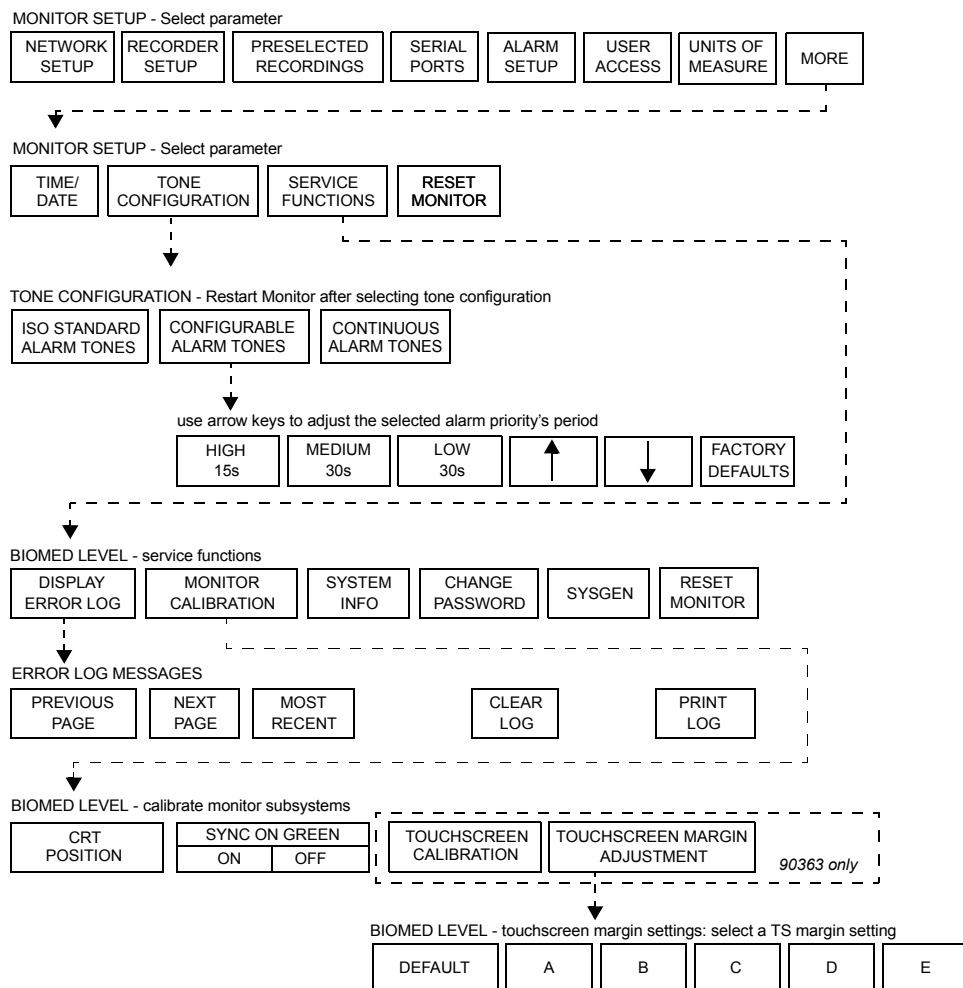 MONITOR SETUP - Select parameter
NETWORK SETUP
RECORDER SETUP
PRESELECTED RECORDINGS
SERIAL PORTS
ALARM SETUP
USER ACCESS
UNITS OF MEASURE
MORE
MONITOR SETUP - Select parameter
TIME/ DATE
TONE CONFIGURATION
SERVICE FUNCTIONS
RESET MONITOR
TONE CONFIGURATION - Restart Monitor after selecting tone configuration
ISO STANDARD ALARM TONES
CONFIGURABLE ALARM TONES
CONTINUOUS ALARM TONES
use arrow keys to adjust the selected alarm priority's period
HIGH 15s
MEDIUM 30s
LOW 30s
FACTORY DEFAULTS
BIOMED LEVEL - service functions
DISPLAY ERROR LOG
MONITOR CALIBRATION
SYSTEM INFO
CHANGE PASSWORD
SYSGEN
RESET MONITOR
ERROR LOG MESSAGES
PREVIOUS PAGE
NEXT PAGE
MOST RECENT
CLEAR LOG
PRINT LOG
BIOMED LEVEL - calibrate monitor subsystems
CRT POSITION
SYNC ON GREEN
ON OFF
TOUCHSCREEN CALIBRATION
TOUCHSCREEN MARGIN ADJUSTMENT
90363 only
BIOMED LEVEL - touchscreen margin settings: select a TS margin setting
DEFAULT A B C D E